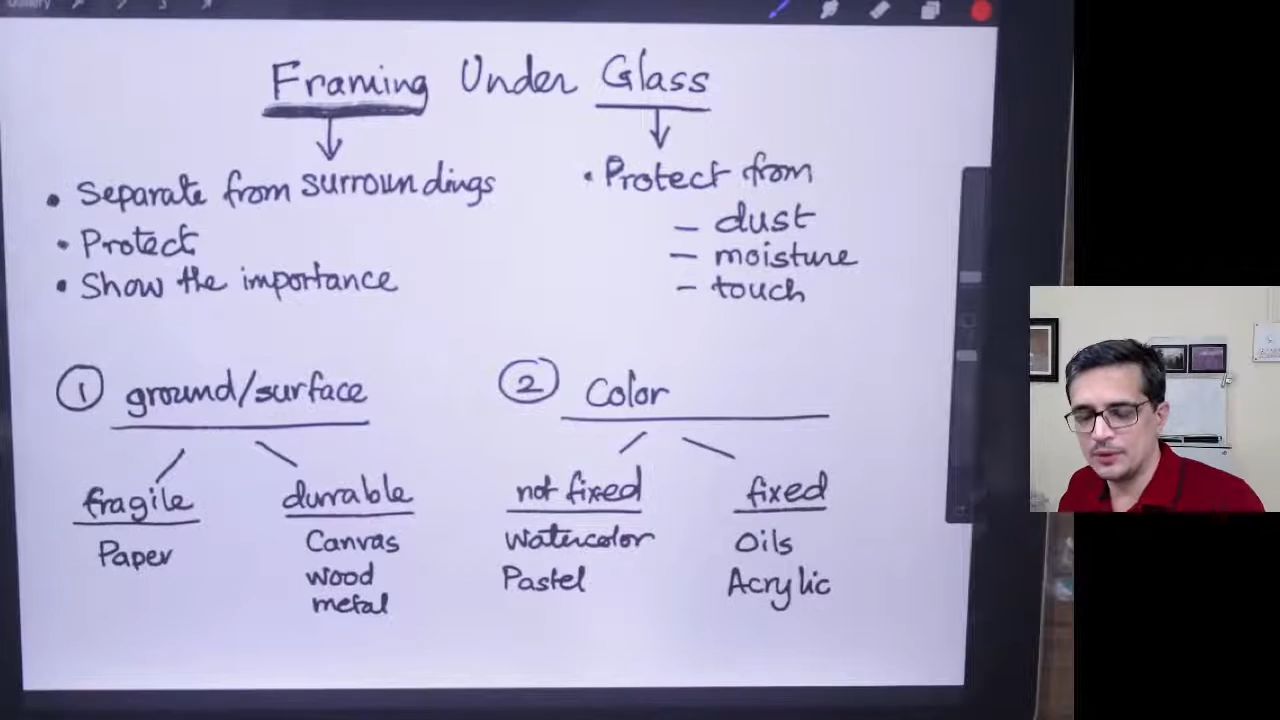 Gallery
Framing Under Glass
• Separate from surroundings
• Protect
• Show the importance
• Protect from
– dust
– moisture
– touch
1 ground/surface
fragile
Paper
durable
Canvas
wood
metal
2 Color
not fixed
Watercolor
Pastel
fixed
Oils
Acrylic